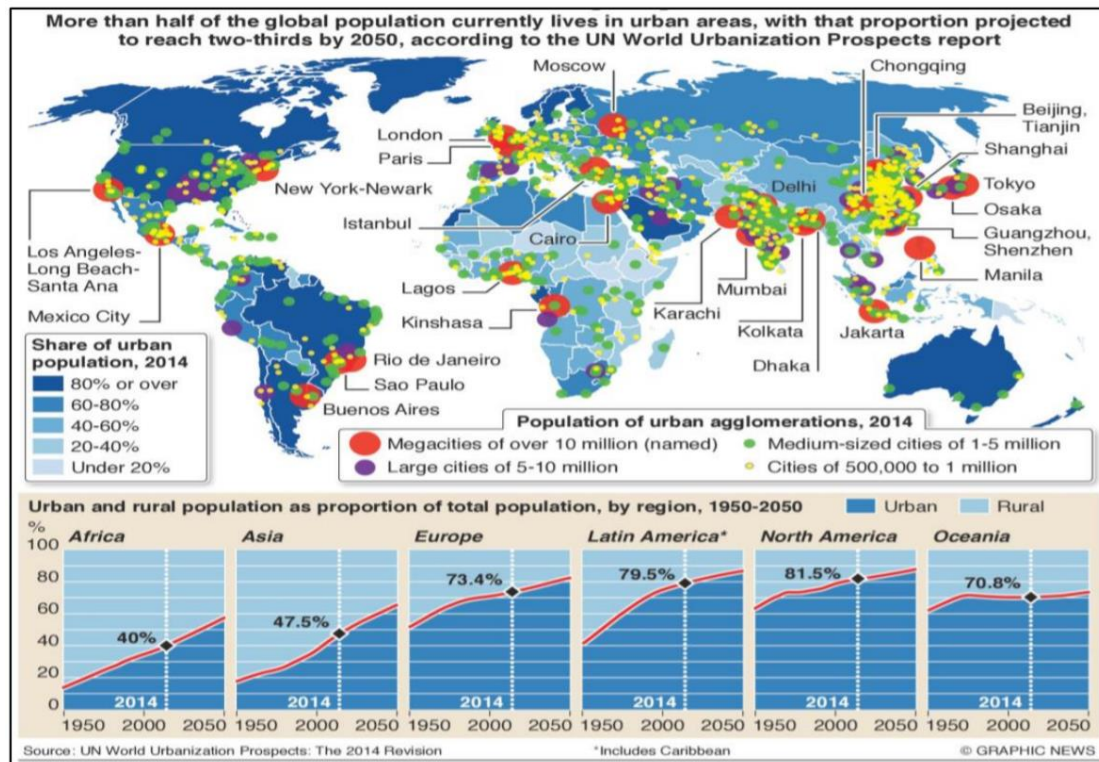 More than half of the global population currently lives in urban areas, with that proportion projected
to reach two-thirds by 2050, according to the UN World Urbanization Prospects report
Moscow
Chongqing
London
Paris
Beijing,
Tianjin
Shanghai
New York-Newark
Delhi
Tokyo
Istanbul
Osaka
Cairo
Guangzhou,
Shenzhen
Los Angeles-
Long Beach-
Santa Ana
Lagos
Mumbai
Manila
Mexico City
Kinshasa
Karachi
Kolkata
Jakarta
Dhaka
Rio de Janeiro
Sao Paulo
Buenos Aires
Share of urban
population, 2014
80% or over
60-80%
40-60%
20-40%
Under 20%
Population of urban agglomerations, 2014
Megacities of over 10 million (named)
Medium-sized cities of 1-5 million
Large cities of 5-10 million
Cities of 500,000 to 1 million
Urban and rural population as proportion of total population, by region, 1950-2050
Urban
Rural
%
100
80
60
40
20
0
Africa
40%
2014
1950 2000 2050
Asia
47.5%
2014
1950 2000 2050
Europe
73.4%
2014
1950 2000 2050
Latin America*
79.5%
2014
1950 2000 2050
North America
81.5%
2014
1950 2000 2050
Oceania
70.8%
2014
1950 2000 2050
Source: UN World Urbanization Prospects: The 2014 Revision
*Includes Caribbean
© GRAPHIC NEWS